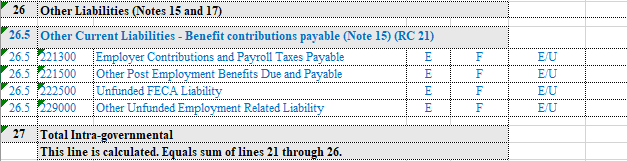 26 Other Liabilities (Notes 15 and 17)
26.5 Other Current Liabilities - Benefit contributions payable (Note 15) (RC 21)
26.5 221300 Employer Contributions and Payroll Taxes Payable E F E/U
26.5 221500 Other Post Employment Benefits Due and Payable E F E/U
26.5 222500 Unfunded FECA Liability E F E/U
26.5 229000 Other Unfunded Employment Related Liability E F E/U
27 Total Intra-governmental
This line is calculated. Equals sum of lines 21 through 26.